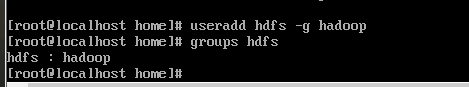 [root@localhost home]# useradd hdfs -g hadoop
[root@localhost home]# groups hdfs
hdfs : hadoop
[root@localhost home]#